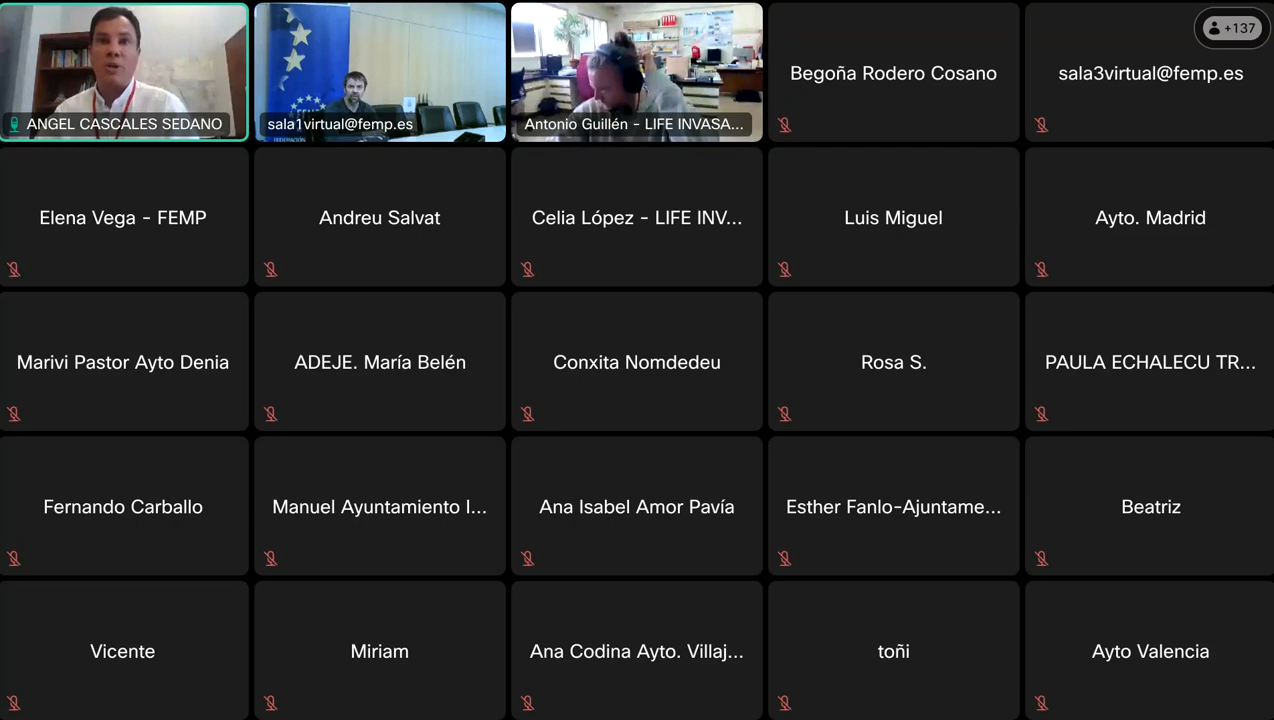 +137
ANGEL CASCALES SEDANO
sala1virtual@femp.es
Antonio Guillén - LIFE INVASA...
Begoña Rodero Cosano
sala3virtual@femp.es
Elena Vega - FEMP
Andreu Salvat
Celia López - LIFE INV...
Luis Miguel
Ayto. Madrid
Marivi Pastor Ayto Denia
ADEJE. María Belén
Conxita Nomdedeu
Rosa S.
PAULA ECHALECU TR...
Fernando Carballo
Manuel Ayuntamiento I...
Ana Isabel Amor Pavía
Esther Fanlo-Ajuntame...
Beatriz
Vicente
Miriam
Ana Codina Ayto. Villaj...
toñi
Ayto Valencia